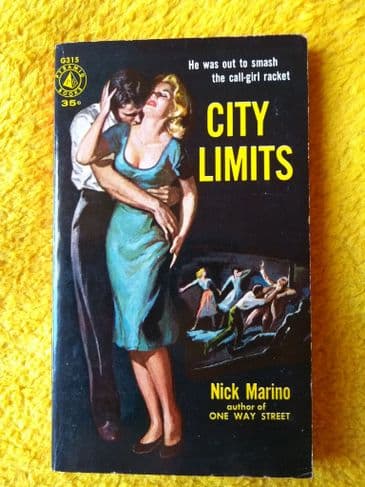 G315
PYRAMID
BOOKS
35¢
He was out to smash
the call-girl racket
CITY
LIMITS
Nick Marino
author of
ONE WAY STREET